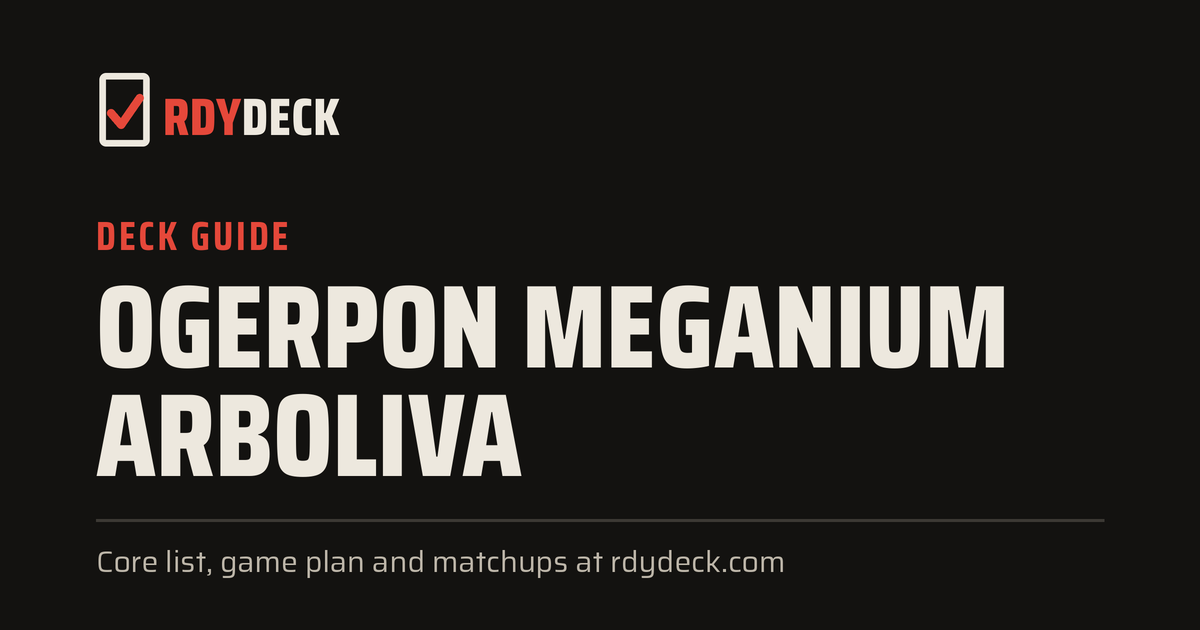 RDYDECK
DECK GUIDE
OGERPON MEGANIUM
ARBOLIVA
Core list, game plan and matchups at rdydeck.com